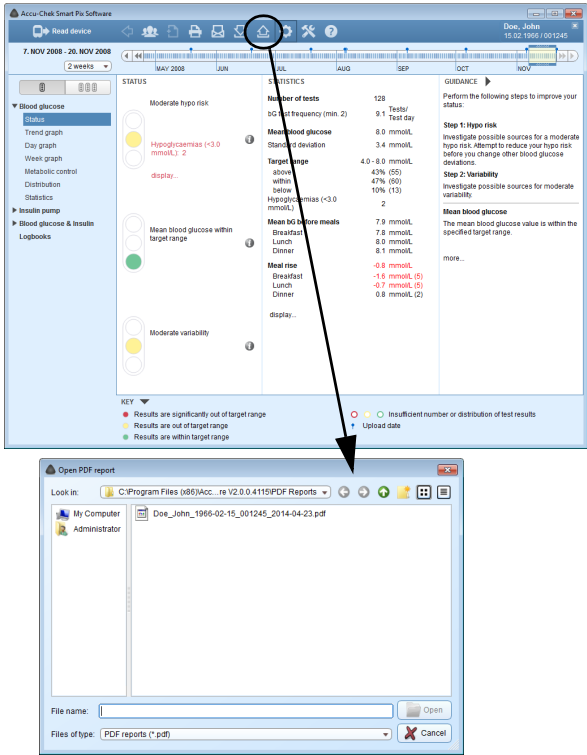 Accu-Chek Smart Pix Software
Read device
Doe, John
15.02.1966 / 001245
7. NOV 2008 - 20. NOV 2008
2 weeks
MAY 2008 JUN JUL AUG SEP OCT NOV
Blood glucose
Status
Trend graph
Day graph
Week graph
Metabolic control
Distribution
Statistics
Insulin pump
Blood glucose & Insulin
Logbooks
STATUS
Moderate hypo risk
Hypoglycaemias (<3.0
mmol/L): 2
display...
Mean blood glucose within
target range
Moderate variability
STATISTICS
Number of tests 128
bG test frequency (min. 2) 9.1 Tests/
Test day
Mean blood glucose 8.0 mmol/L
Standard deviation 3.4 mmol/L
Target range 4.0 - 8.0 mmol/L
above 43% (55)
within 47% (60)
below 10% (13)
Hypoglycaemias (<3.0
mmol/L) 2
Mean bG before meals 7.9 mmol/L
Breakfast 7.8 mmol/L
Lunch 8.0 mmol/L
Dinner 8.1 mmol/L
Meal rise -0.8 mmol/L
Breakfast -1.6 mmol/L (5)
Lunch -0.7 mmol/L (5)
Dinner 0.8 mmol/L (2)
display...
GUIDANCE
Perform the following steps to improve your
status:
Step 1: Hypo risk
Investigate possible sources for a moderate
hypo risk. Attempt to reduce your hypo risk
before you change other blood glucose
deviations.
Step 2: Variability
Investigate possible sources for moderate
variability.
Mean blood glucose
The mean blood glucose value is within the
specified target range.
more...
KEY
Results are significantly out of target range
Results are out of target range
Results are within target range
Insufficient number or distribution of test results
Upload date
Open PDF report
Look in: C:\Program Files (x86)\Acc...re V2.0.0.4115\PDF Reports
My Computer
Administrator
Doe_John_1966-02-15_001245_2014-04-23.pdf
File name:
Open
Files of type: PDF reports (*.pdf)
Cancel